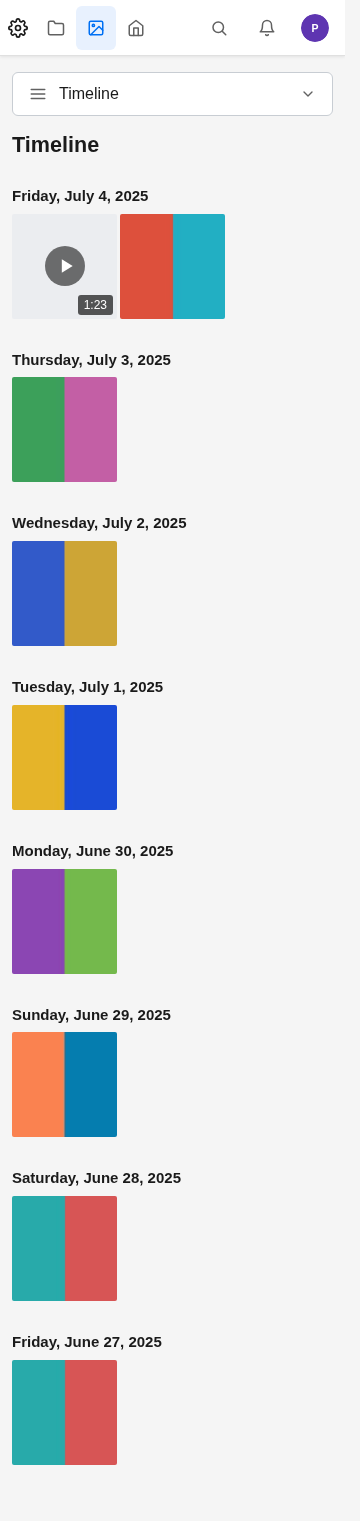 P
Timeline
Timeline
Friday, July 4, 2025
1:23
Thursday, July 3, 2025
Wednesday, July 2, 2025
Tuesday, July 1, 2025
Monday, June 30, 2025
Sunday, June 29, 2025
Saturday, June 28, 2025
Friday, June 27, 2025